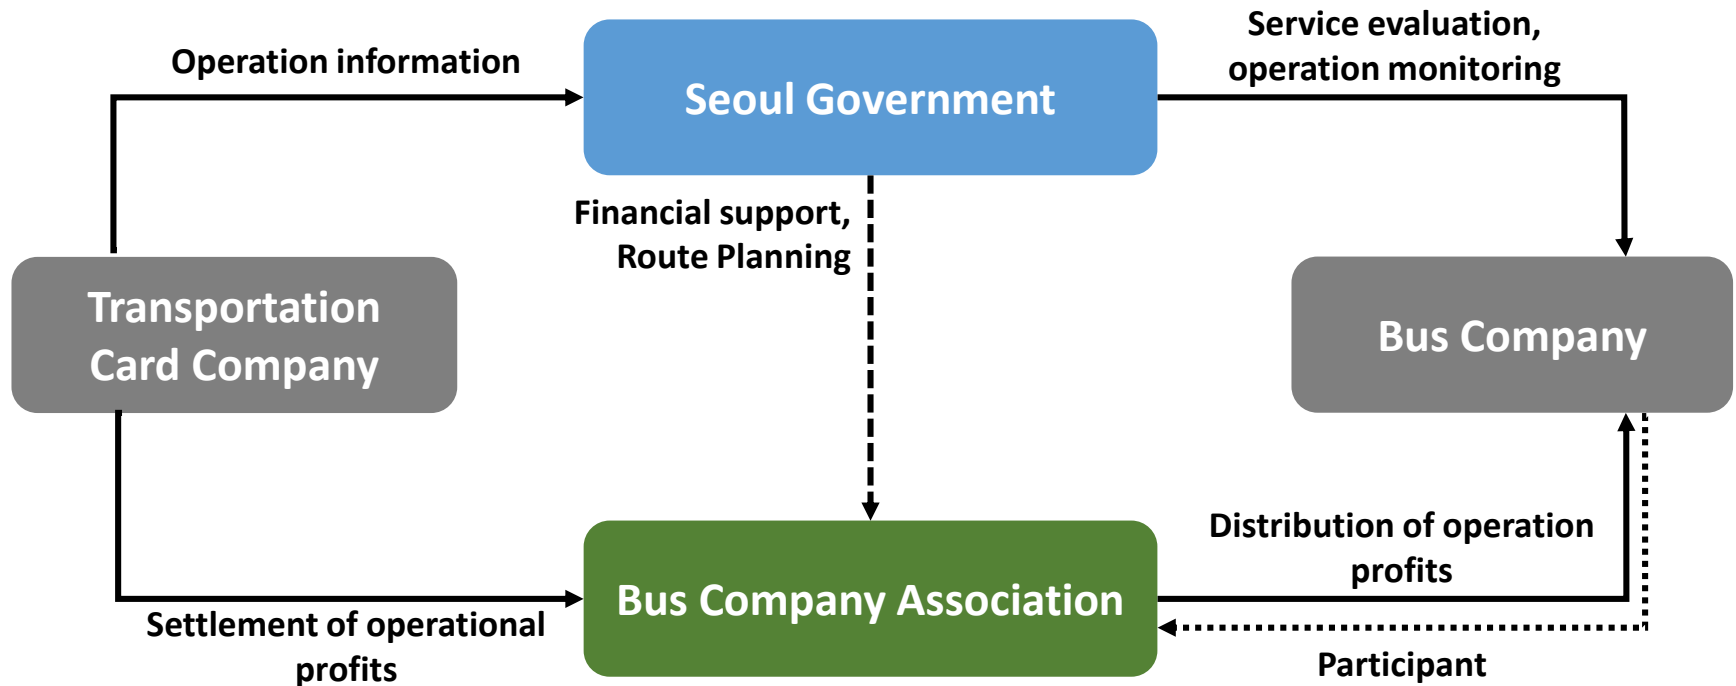 Service evaluation,
operation monitoring
Operation information
Seoul Government
Financial support,
Route Planning
Transportation
Card Company
Bus Company
Distribution of operation
profits
Bus Company Association
Settlement of operational
profits
Participant